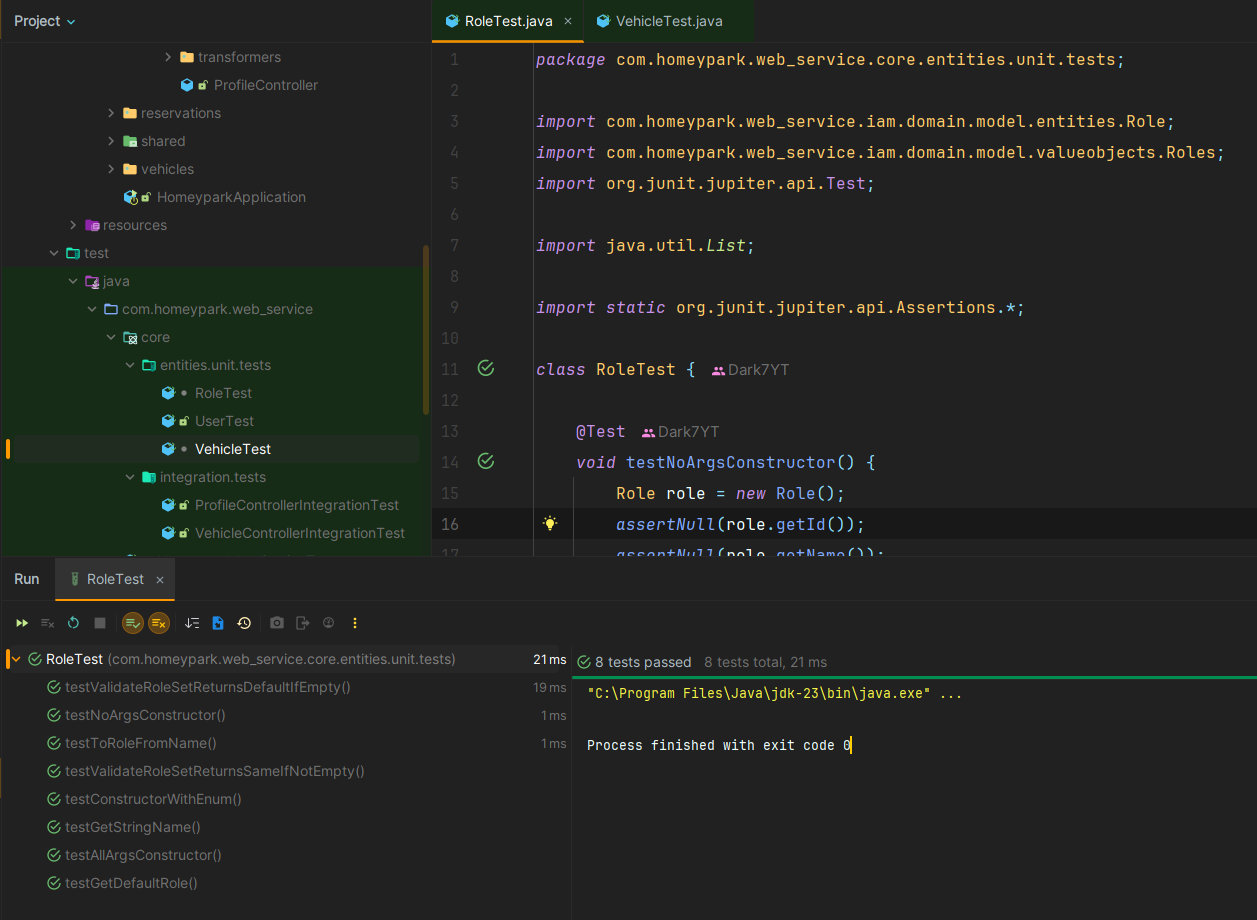 Project
RoleTest.java
VehicleTest.java
transformers
ProfileController
reservations
shared
vehicles
HomeyparkApplication
resources
test
java
com.homeypark.web_service
core
entities.unit.tests
RoleTest
UserTest
VehicleTest
integration.tests
ProfileControllerIntegrationTest
VehicleControllerIntegrationTest
1 package com.homeypark.web_service.core.entities.unit.tests;
2
3 import com.homeypark.web_service.iam.domain.model.entities.Role;
4 import com.homeypark.web_service.iam.domain.model.valueobjects.Roles;
5 import org.junit.jupiter.api.Test;
6
7 import java.util.List;
8
9 import static org.junit.jupiter.api.Assertions.*;
10
11 class RoleTest { Dark7YT
12
13 @Test Dark7YT
14 void testNoArgsConstructor() {
15 Role role = new Role();
16 assertNull(role.getId());
17 assertNull(role.getName());
Run
RoleTest
RoleTest (com.homeypark.web_service.core.entities.unit.tests) 21 ms
testValidateRoleSetReturnsDefaultIfEmpty() 19 ms
testNoArgsConstructor() 1 ms
testToRoleFromName() 1 ms
testValidateRoleSetReturnsSameIfNotEmpty()
testConstructorWithEnum()
testGetStringName()
testAllArgsConstructor()
testGetDefaultRole()
8 tests passed 8 tests total, 21 ms
"C:\Program Files\Java\jdk-23\bin\java.exe" ...
Process finished with exit code 0